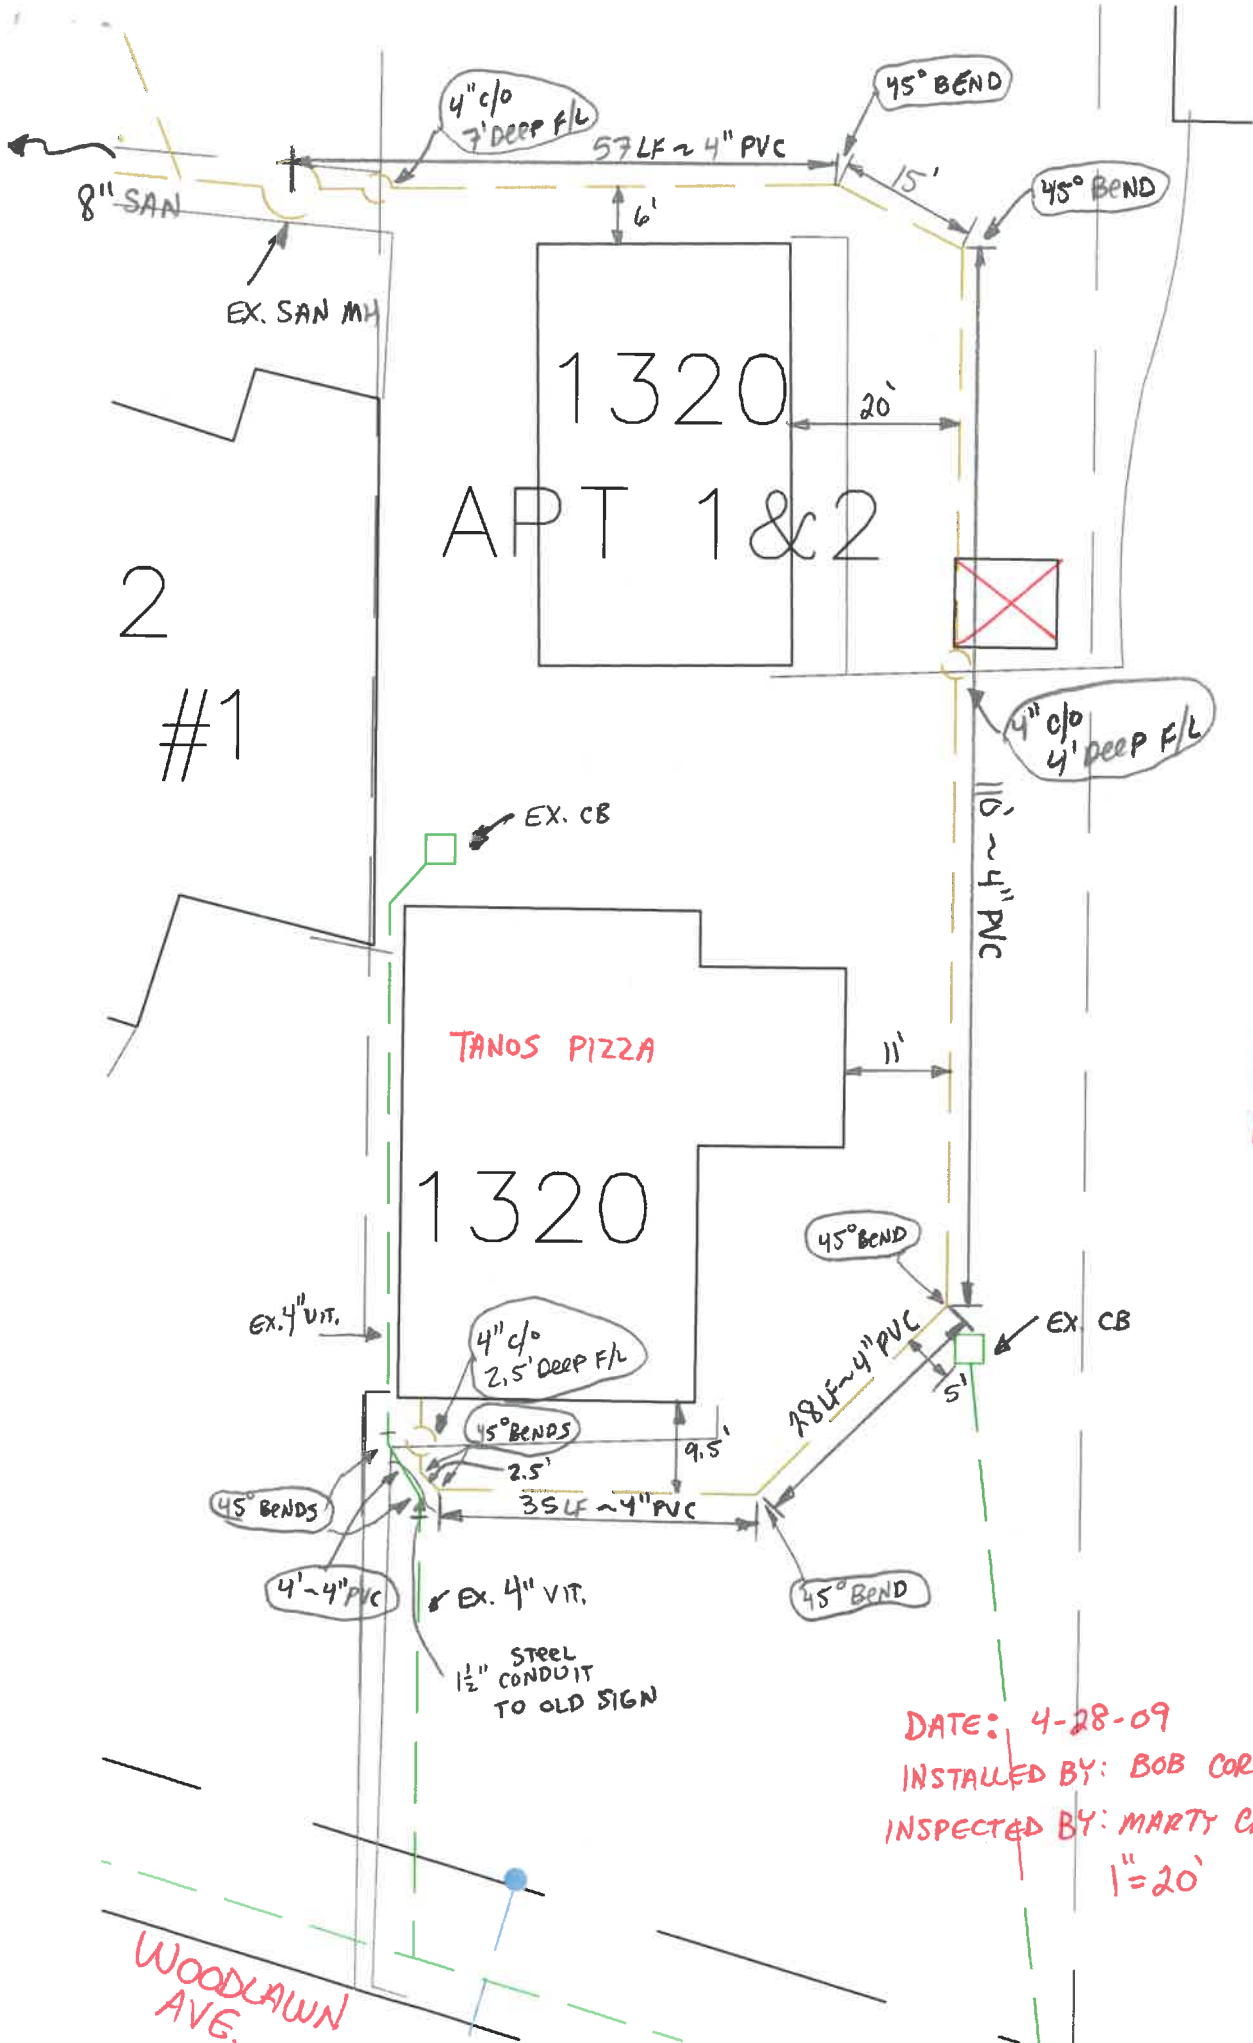 45° BEND
4" c/o
7' DEEP F/L
57 LF ~ 4" PVC
15'
45° BEND
8" SAN
6'
EX. SAN MH
1320
20'
APT 1&2
2
#1
4" c/o
4' DEEP F/L
EX. CB
110' ~ 4" PVC
TANOS PIZZA
11'
1320
45° BEND
EX. 4" VIT.
4" c/o
2.5' DEEP F/L
EX. CB
28 LF ~ 4" PVC
5'
45° BENDS
9.5'
2.5'
45° BENDS
35 LF ~ 4" PVC
4' ~ 4" PVC
EX. 4" VIT.
45° BEND
1½" STEEL
CONDUIT
TO OLD SIGN
DATE: 4-28-09
INSTALLED BY: BOB
INSPECTED BY: MARTY
1"=20'
WOODLAWN
AVE.